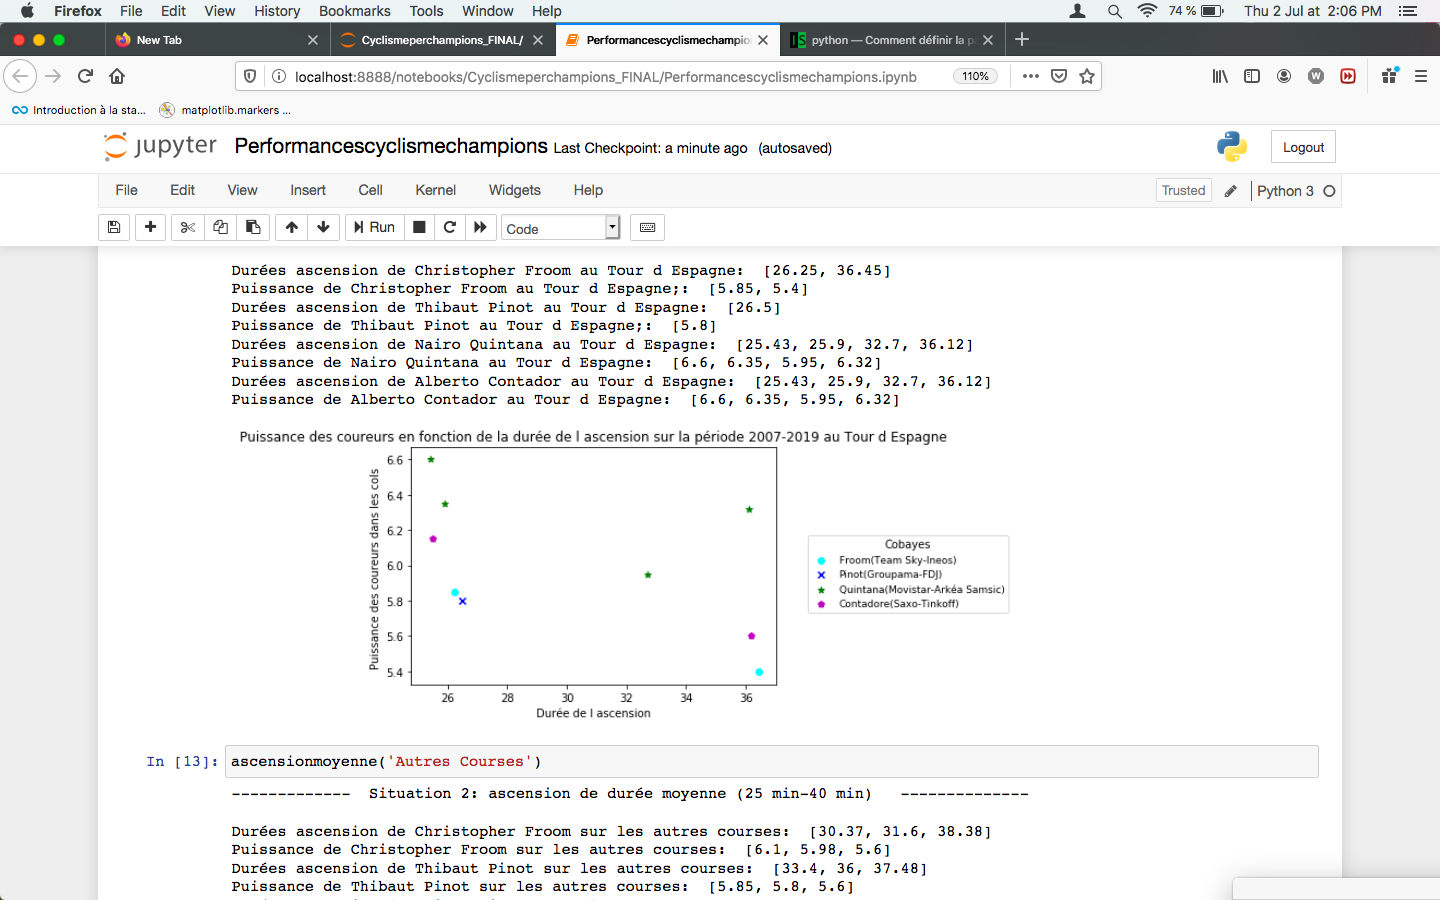 Firefox File Edit View History Bookmarks Tools Window Help 74 % Thu 2 Jul at 2:06 PM
New Tab Cyclismeperchampions_FINAL/ Performancescyclismechampio python — Comment définir la p
localhost:8888/notebooks/Cyclismeperchampions_FINAL/Performancescyclismechampions.ipynb 110%
Introduction à la sta... matplotlib.markers ...
jupyter Performancescyclismechampions Last Checkpoint: a minute ago (autosaved) Logout
File Edit View Insert Cell Kernel Widgets Help Trusted Python 3
Run Code
Durées ascension de Christopher Froom au Tour d Espagne: [26.25, 36.45]
Puissance de Christopher Froom au Tour d Espagne;: [5.85, 5.4]
Durées ascension de Thibaut Pinot au Tour d Espagne: [26.5]
Puissance de Thibaut Pinot au Tour d Espagne;: [5.8]
Durées ascension de Nairo Quintana au Tour d Espagne: [25.43, 25.9, 32.7, 36.12]
Puissance de Nairo Quintana au Tour d Espagne: [6.6, 6.35, 5.95, 6.32]
Durées ascension de Alberto Contador au Tour d Espagne: [25.43, 25.9, 32.7, 36.12]
Puissance de Alberto Contador au Tour d Espagne: [6.6, 6.35, 5.95, 6.32]
Puissance des coureurs en fonction de la durée de l ascension sur la période 2007-2019 au Tour d Espagne
Puissance des coureurs dans les cols
6.6
6.4
6.2
6.0
5.8
5.6
5.4
26 28 30 32 34 36
Durée de l ascension
Cobayes
Froom(Team Sky-Ineos)
Pinot(Groupama-FDJ)
Quintana(Movistar-Arkéa Samsic)
Contadore(Saxo-Tinkoff)
In [13]: ascensionmoyenne('Autres Courses')
------------- Situation 2: ascension de durée moyenne (25 min-40 min) --------------
Durées ascension de Christopher Froom sur les autres courses: [30.37, 31.6, 38.38]
Puissance de Christopher Froom sur les autres courses: [6.1, 5.98, 5.6]
Durées ascension de Thibaut Pinot sur les autres courses: [33.4, 36, 37.48]
Puissance de Thibaut Pinot sur les autres courses: [5.85, 5.8, 5.6]